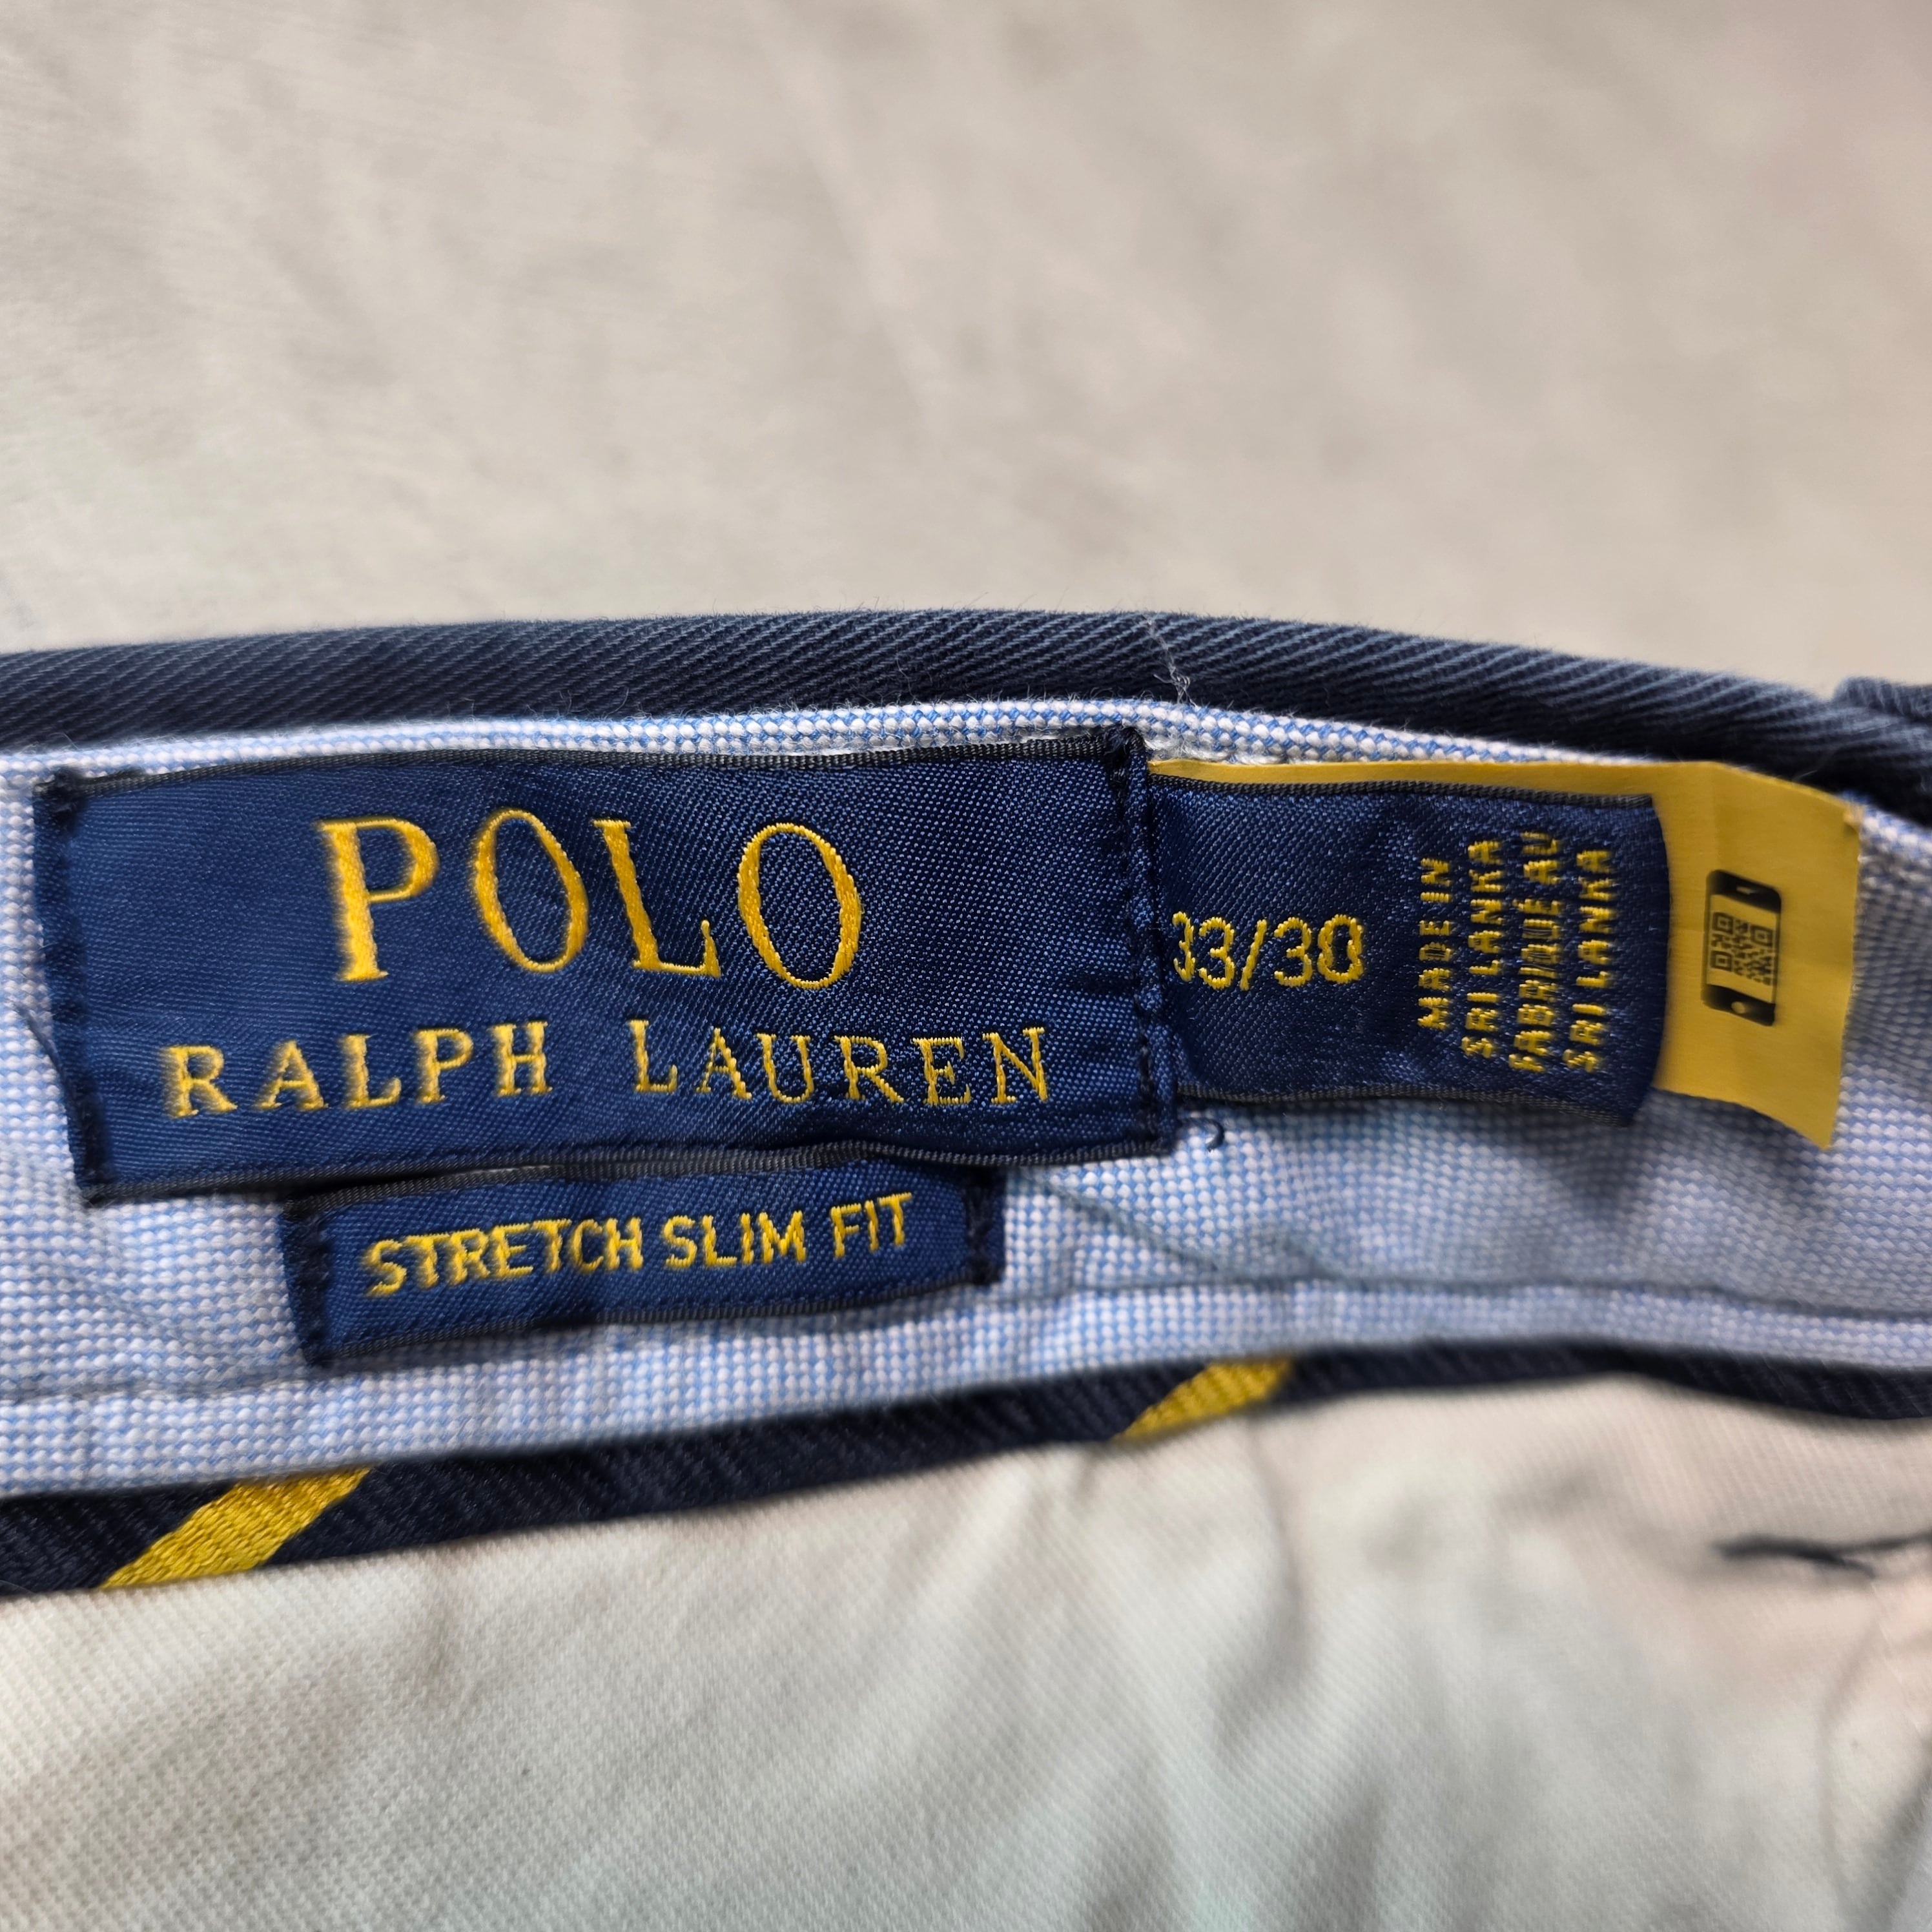 POLO
RALPH LAUREN
STRETCH SLIM FIT
33/30
MADE IN
SRI LANKA
FABRIQUÉ AU
SRI LANKA